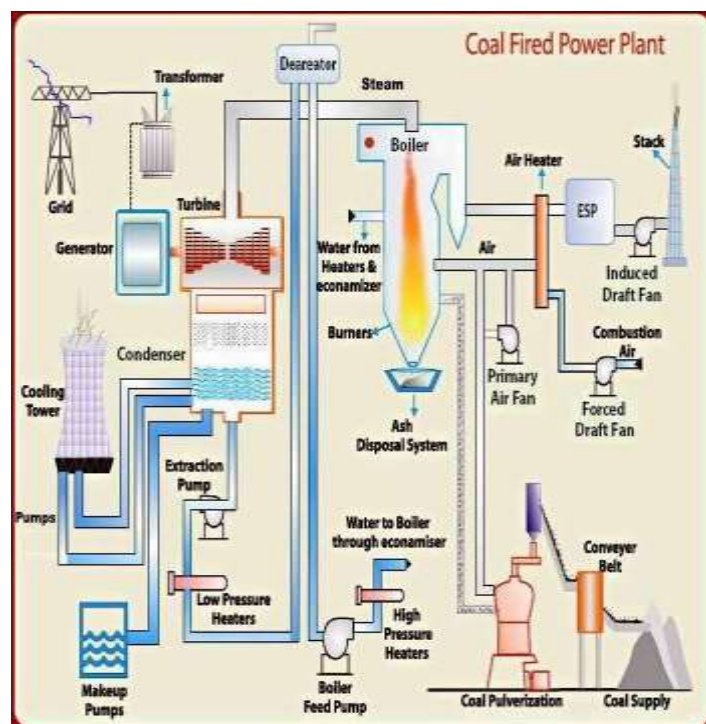 Coal Fired Power Plant
Deareator
Transformer
Steam
Boiler
Stack
Air Heater
Grid
Turbine
ESP
Generator
Water from
Heaters &
econamizer
Air
Induced
Draft Fan
Burners
Combustion
Air
Condenser
Primary
Air Fan
Cooling
Tower
Forced
Draft Fan
Ash
Disposal System
Extraction
Pump
Pumps
Water to Boiler
through economiser
Conveyer
Belt
Low Pressure
Heaters
High
Pressure
Heaters
Makeup
Pumps
Boiler
Feed Pump
Coal Pulverization
Coal Supply